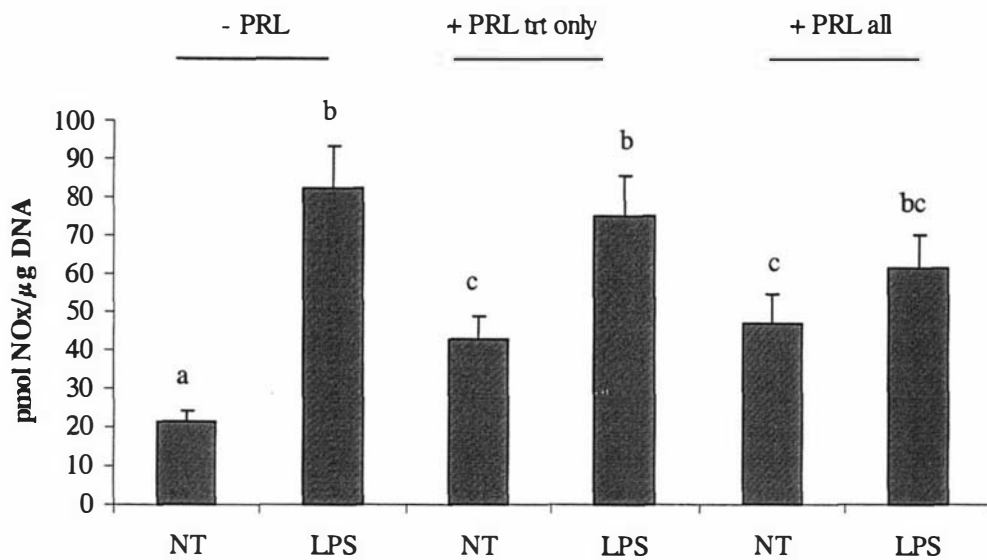 - PRL + PRL trt only + PRL all
pmol NOx/μg DNA
100
90
80
70
60
50
40
30
20
10
0
a
b
c
b
c
bc
NT LPS NT LPS NT LPS